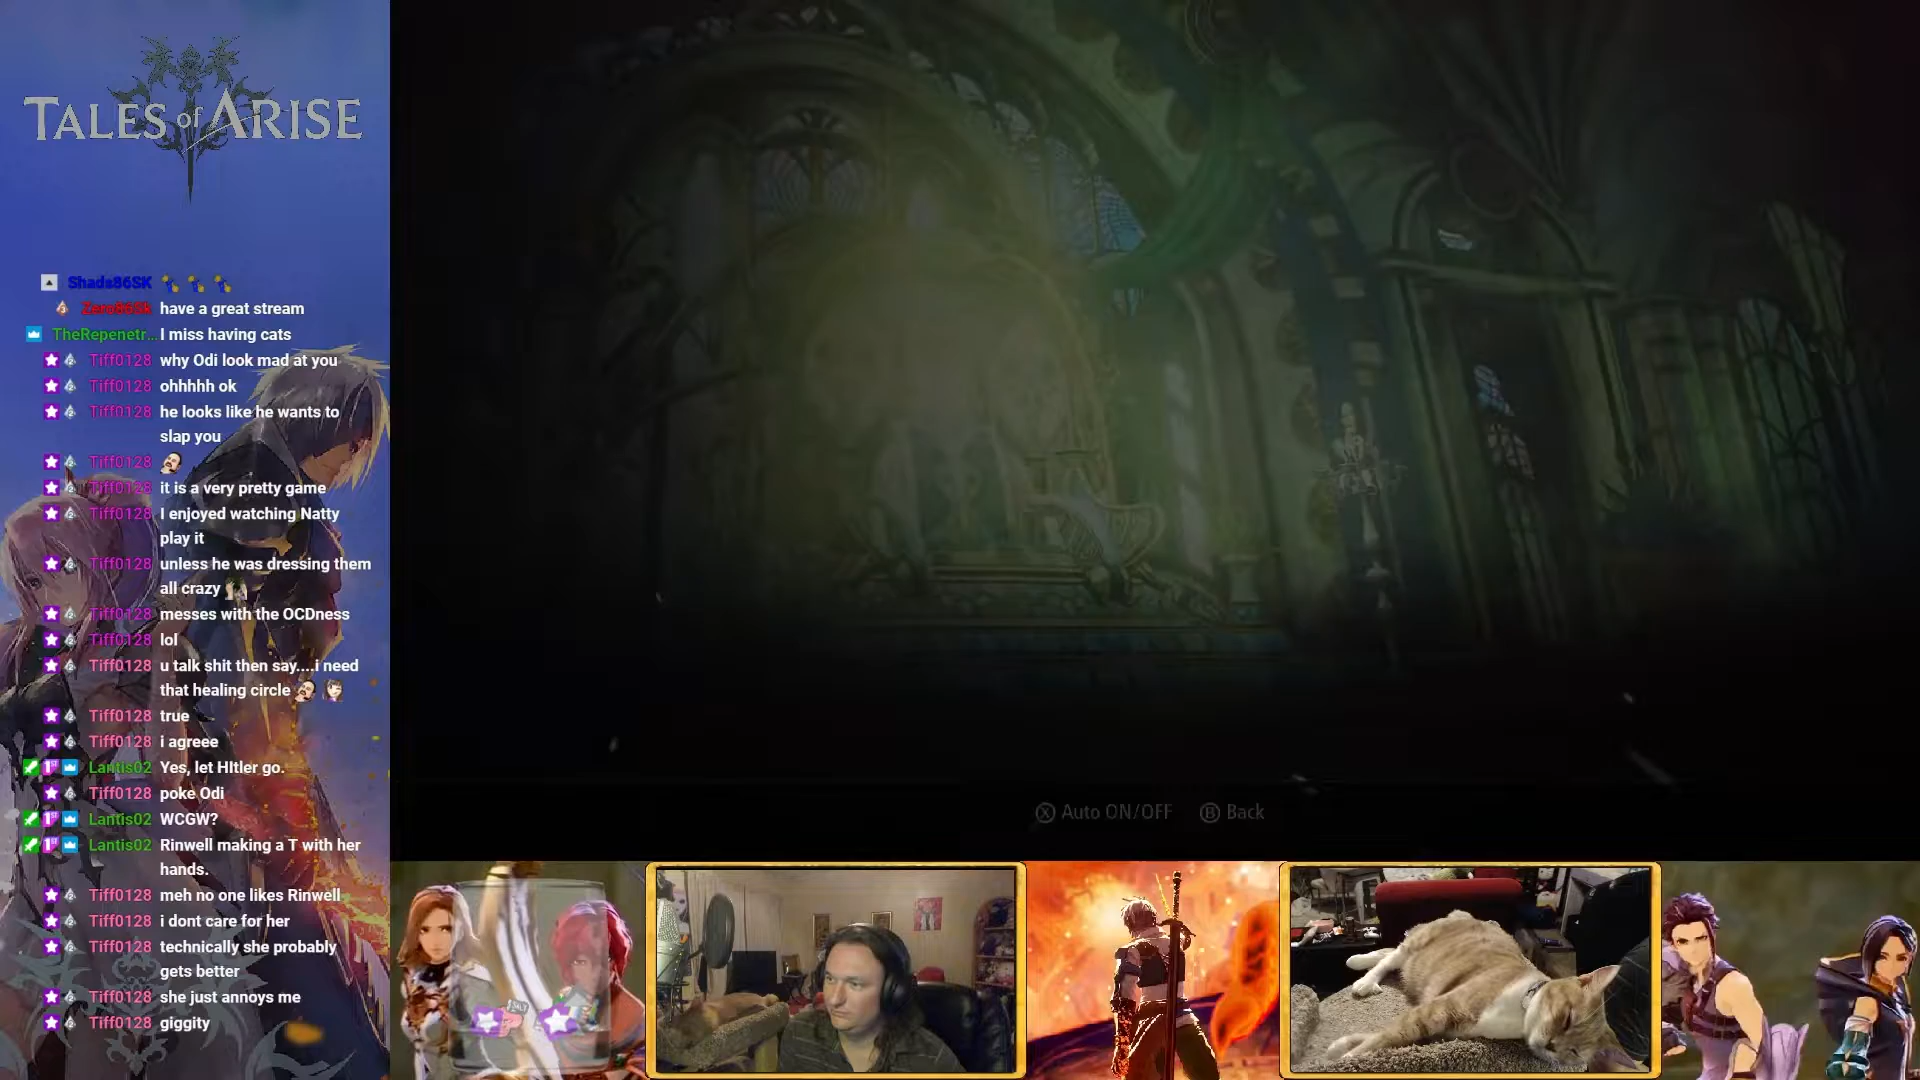 TALES of ARISE
Shads86SK
Zero86Sk have a great stream
TheRepenetr... I miss having cats
Tiff0128 why Odi look mad at you
Tiff0128 ohhhhh ok
Tiff0128 he looks like he wants to
slap you
Tiff0128
Tiff0128 it is a very pretty game
Tiff0128 I enjoyed watching Natty
play it
Tiff0128 unless he was dressing them
all crazy
Tiff0128 messes with the OCDness
Tiff0128 lol
Tiff0128 u talk shit then say....i need
that healing circle
Tiff0128 true
Tiff0128 i agreee
Lantis02 Yes, let HItler go.
Tiff0128 poke Odi
Lantis02 WCGW?
Lantis02 Rinwell making a T with her
hands.
Tiff0128 meh no one likes Rinwell
Tiff0128 i dont care for her
Tiff0128 technically she probably
gets better
Tiff0128 she just annoys me
Tiff0128 giggity
X Auto ON/OFF B Back